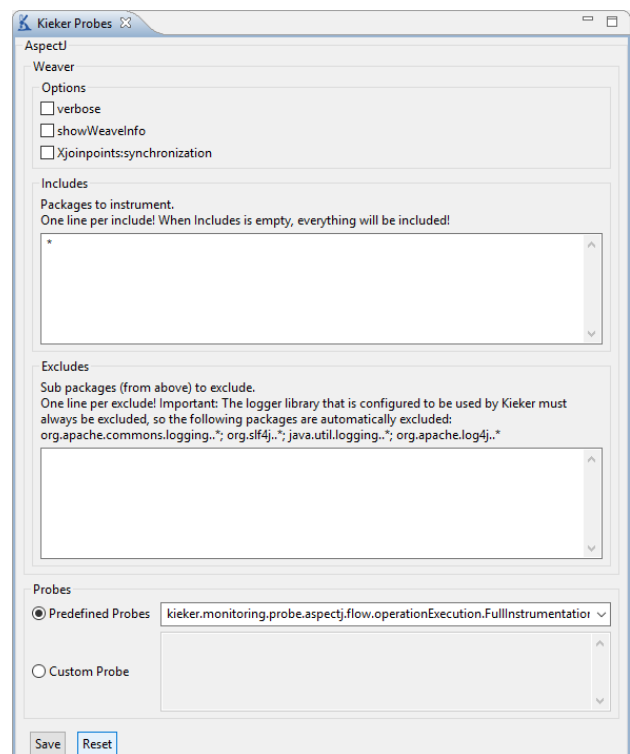 Kieker Probes
AspectJ
Weaver
Options
verbose
showWeaveInfo
Xjoinpoints:synchronization
Includes
Packages to instrument.
One line per include! When Includes is empty, everything will be included!
*
Excludes
Sub packages (from above) to exclude.
One line per exclude! Important: The logger library that is configured to be used by Kieker must
always be excluded, so the following packages are automatically excluded:
org.apache.commons.logging..*; org.slf4j..*; java.util.logging..*; org.apache.log4j..*
Probes
Predefined Probes kieker.monitoring.probe.aspectj.flow.operationExecution.FullInstrumentation
Custom Probe
Save Reset